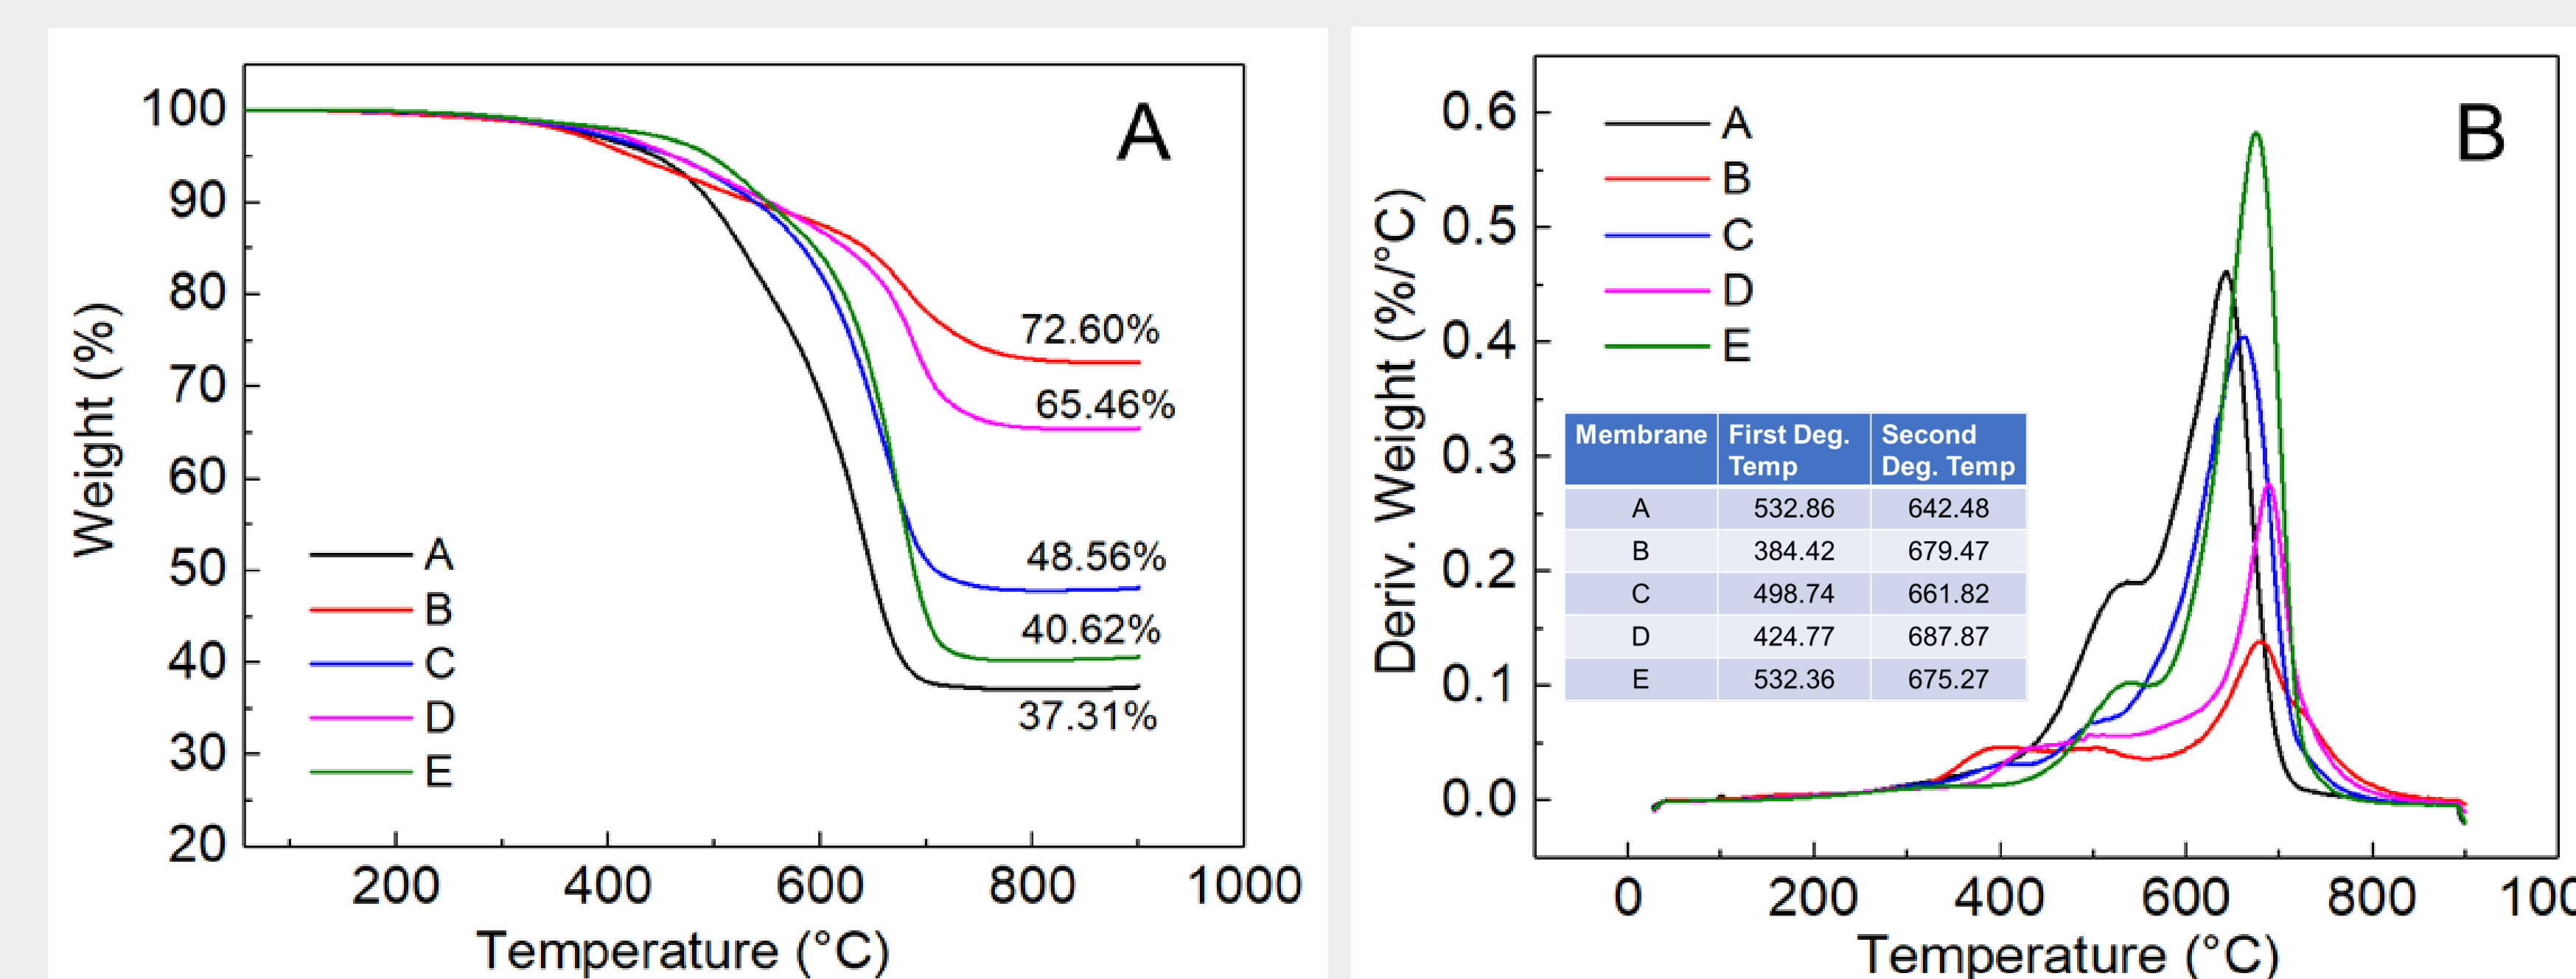 A
100
90
80
70
60
50
40
30
20
Weight (%)
72.60%
65.46%
48.56%
40.62%
37.31%
A
B
C
D
E
200 400 600 800 1000
Temperature (°C)
B
0.6
0.5
0.4
0.3
0.2
0.1
0.0
Deriv. Weight (%/°C)
A
B
C
D
E
Membrane First Deg. Temp Second Deg. Temp
A 532.86 642.48
B 384.42 679.47
C 498.74 661.82
D 424.77 687.87
E 532.36 675.27
0 200 400 600 800 100
Temperature (°C)